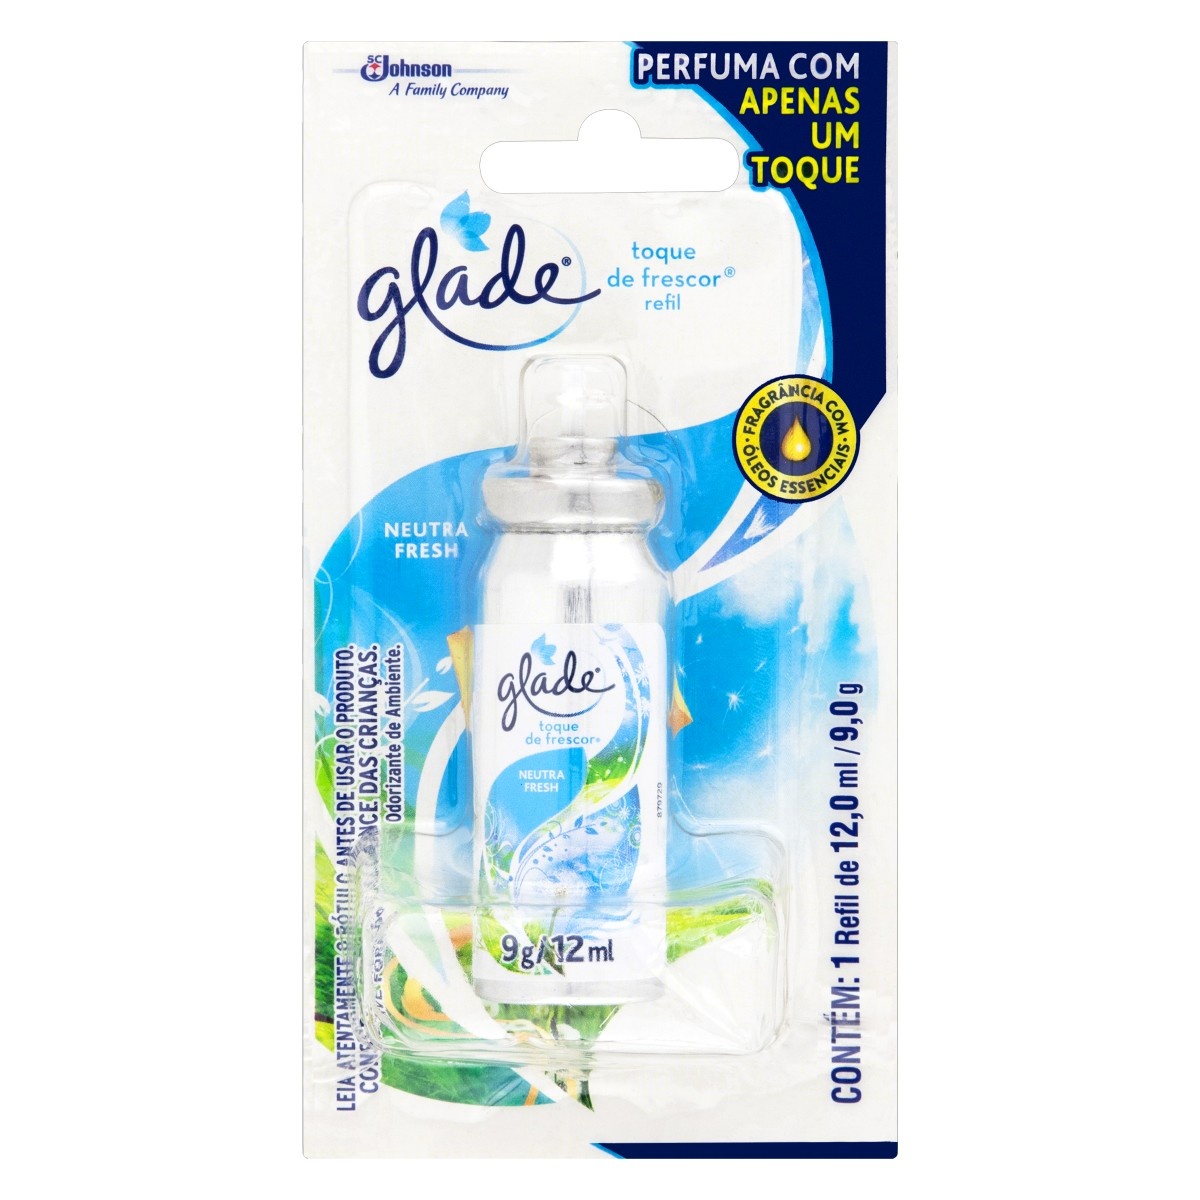 SC Johnson
A Family Company
PERFUMA COM
APENAS
UM
TOQUE
glade®
toque
de frescor®
refil
FRAGRÂNCIA COM
ÓLEOS ESSENCIAIS
NEUTRA
FRESH
glade®
toque
de frescor®
NEUTRA
FRESH
879729
9g/12ml
LEIA ATENTAMENTE O RÓTULO ANTES DE USAR O PRODUTO.
DAS CRIANÇAS.
Odorizante de Ambiente.
CONTÉM: 1 Refil de 12,0 ml / 9,0 g